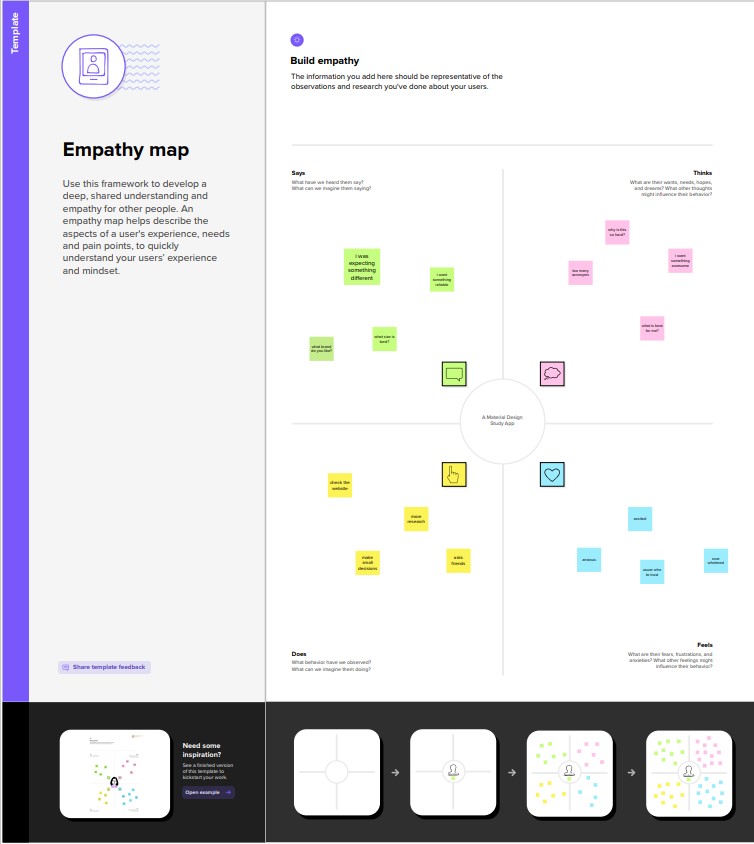 Template
Empathy map
Use this framework to develop a
deep, shared understanding and
empathy for other people. An
empathy map helps describe the
aspects of a user's experience, needs
and pain points, to quickly
understand your users' experience
and mindset.
Share template feedback
Build empathy
The information you add here should be representative of the
observations and research you've done about your users.
Says
What have we heard them say?
What can we imagine them saying?
Thinks
What are their wants, needs, hopes,
and dreams? What other thoughts
might influence their behavior?
i was
expecting
something
different
i want
something
reliable
what can is
best?
what brand
do you like?
why is this
so hard?
too many
acronyms
i want
something
awesome
what is best
for me?
A Material Design
Study App
check the
website
more
research
make
small
decisions
asks
friends
excited
anxious
unsure who
to trust
over
whelmed
Does
What behavior have we observed?
What can we imagine them doing?
Feels
What are their fears, frustrations, and
anxieties? What other feelings might
influence their behavior?
Need some
inspiration?
See a finished version
of this template to
kickstart your work.
Open example